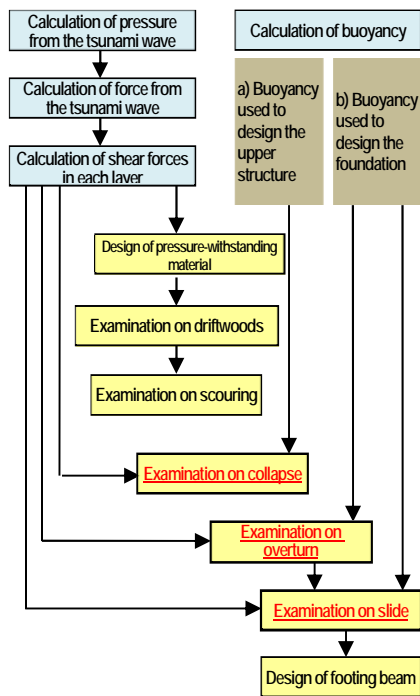 Calculation of pressure
from the tsunami wave
Calculation of force from
the tsunami wave
Calculation of shear forces
in each layer
Calculation of buoyancy
a) Buoyancy
used to
design the
upper
structure
b) Buoyancy
used to
design the
foundation
Design of pressure-withstanding
material
Examination on driftwoods
Examination on scouring
Examination on collapse
Examination on
overturn
Examination on slide
Design of footing beam